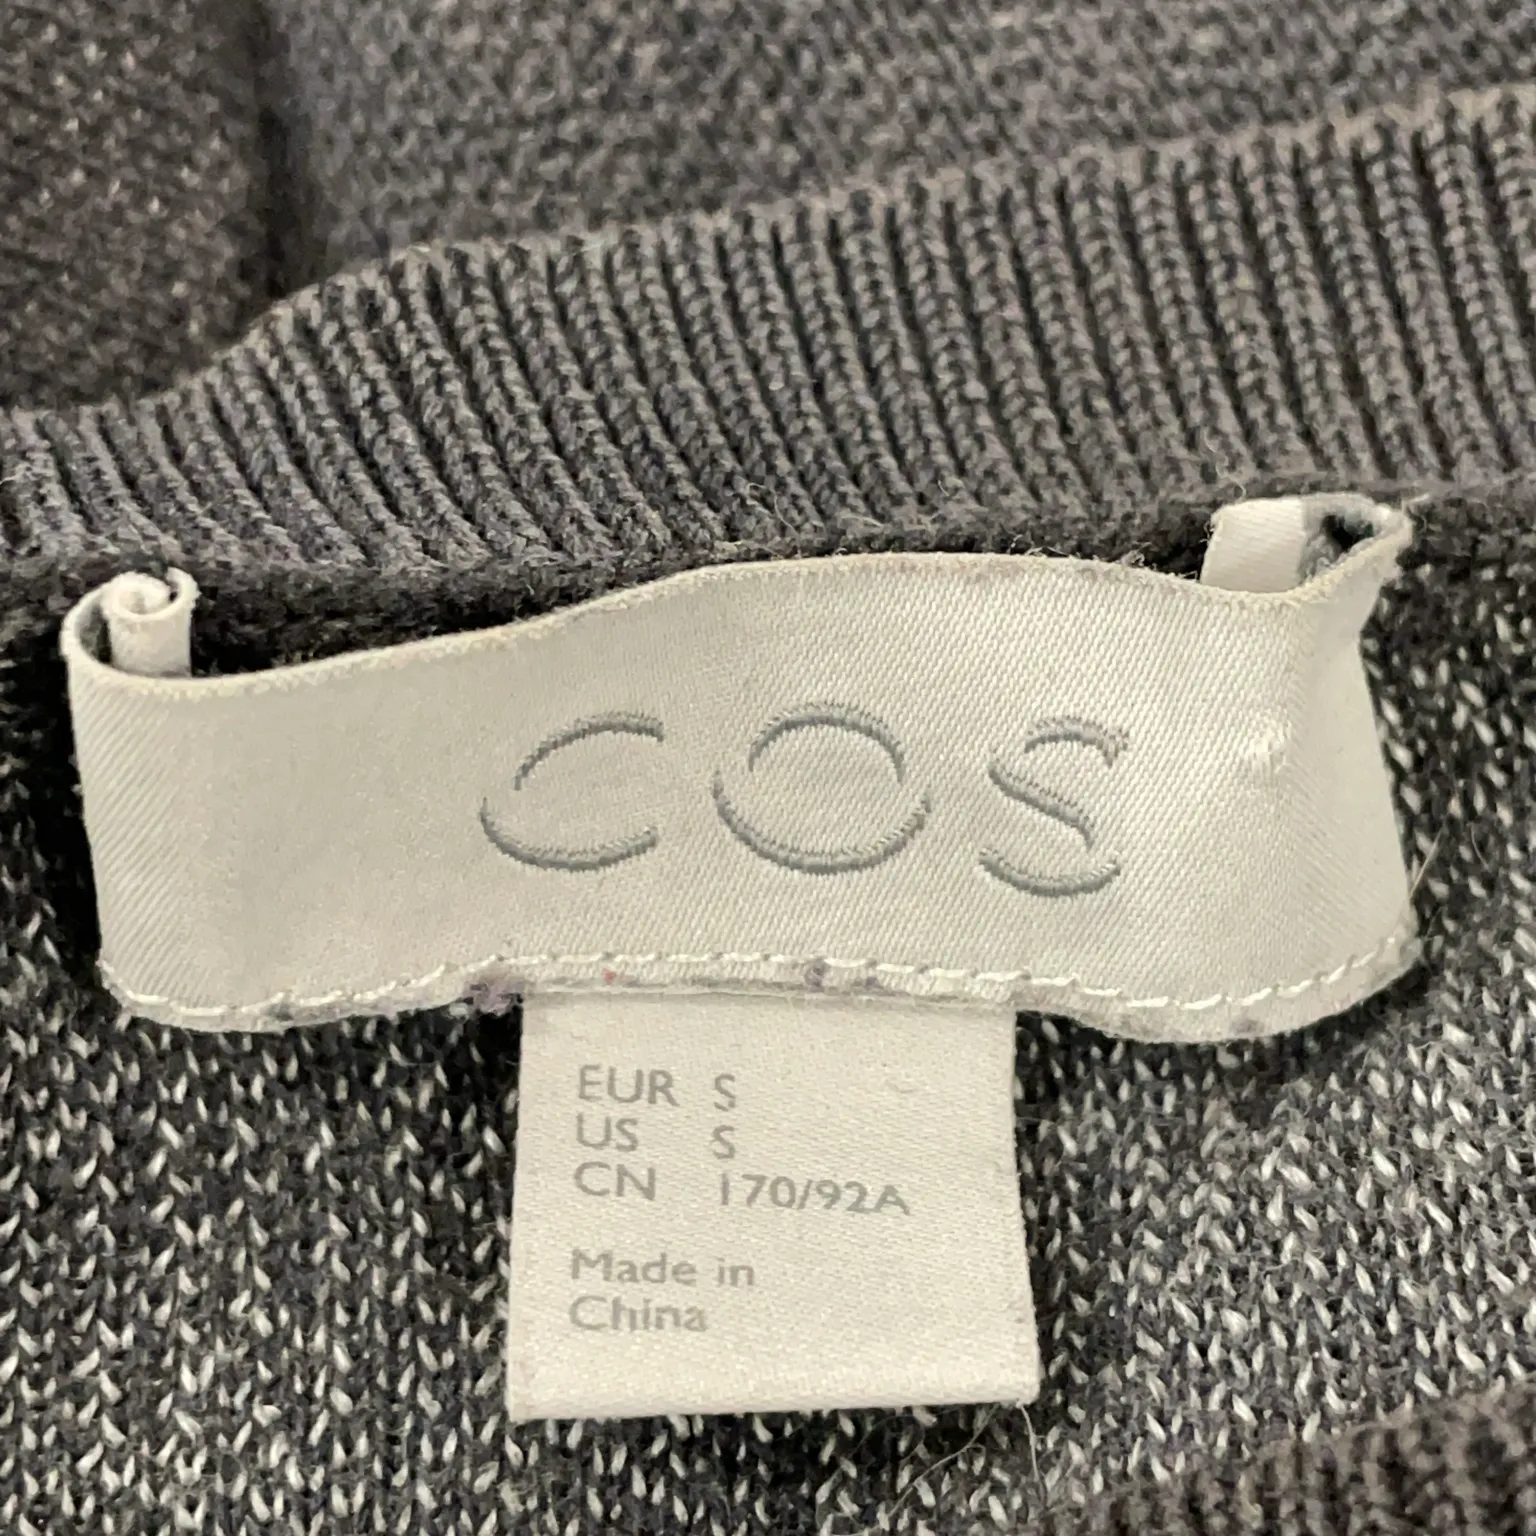 COS
EUR S
US S
CN 170/92A
Made in
China